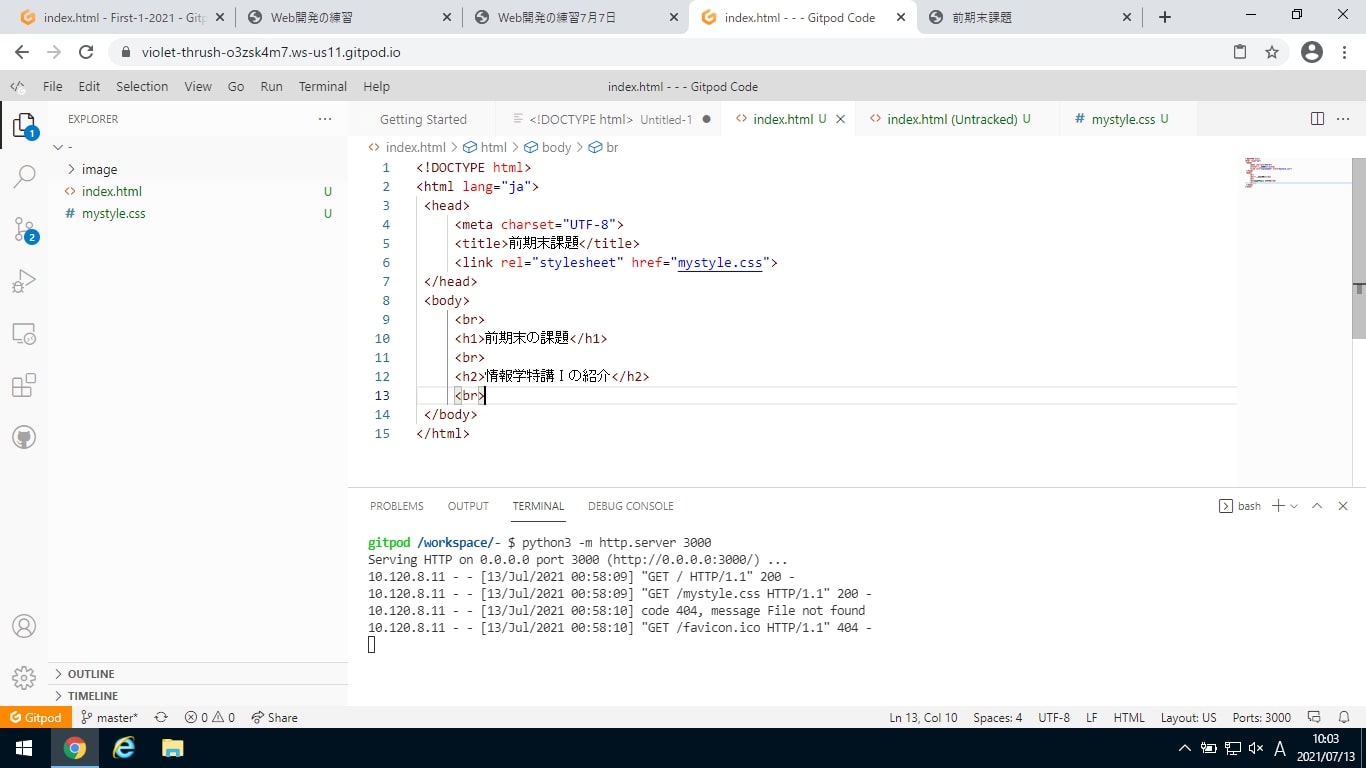 index.html - First-1-2021 - Gitp
Web開発の練習
Web開発の練習7月7日
index.html - - - Gitpod Code
前期末課題
violet-thrush-o3zsk4m7.ws-us11.gitpod.io
File Edit Selection View Go Run Terminal Help
index.html - - - Gitpod Code
EXPLORER
Getting Started
<!DOCTYPE html> Untitled-1
index.html U
index.html (Untracked) U
mystyle.css U
-
image
index.html U
mystyle.css U
index.html > html > body > br
1 <!DOCTYPE html>
2 <html lang="ja">
3 <head>
4 <meta charset="UTF-8">
5 <title>前期末課題</title>
6 <link rel="stylesheet" href="mystyle.css">
7 </head>
8 <body>
9 <br>
10 <h1>前期末の課題</h1>
11 <br>
12 <h2>情報学特講Ⅰの紹介</h2>
13 <br>
14 </body>
15 </html>
1
2
PROBLEMS OUTPUT TERMINAL DEBUG CONSOLE
bash
gitpod /workspace/- $ python3 -m http.server 3000
Serving HTTP on 0.0.0.0 port 3000 (http://0.0.0.0:3000/) ...
10.120.8.11 - - [13/Jul/2021 00:58:09] "GET / HTTP/1.1" 200 -
10.120.8.11 - - [13/Jul/2021 00:58:09] "GET /mystyle.css HTTP/1.1" 200 -
10.120.8.11 - - [13/Jul/2021 00:58:10] code 404, message File not found
10.120.8.11 - - [13/Jul/2021 00:58:10] "GET /favicon.ico HTTP/1.1" 404 -
OUTLINE
TIMELINE
Gitpod master* 0 0 Share
Ln 13, Col 10 Spaces: 4 UTF-8 LF HTML Layout: US Ports: 3000
A
10:03
2021/07/13